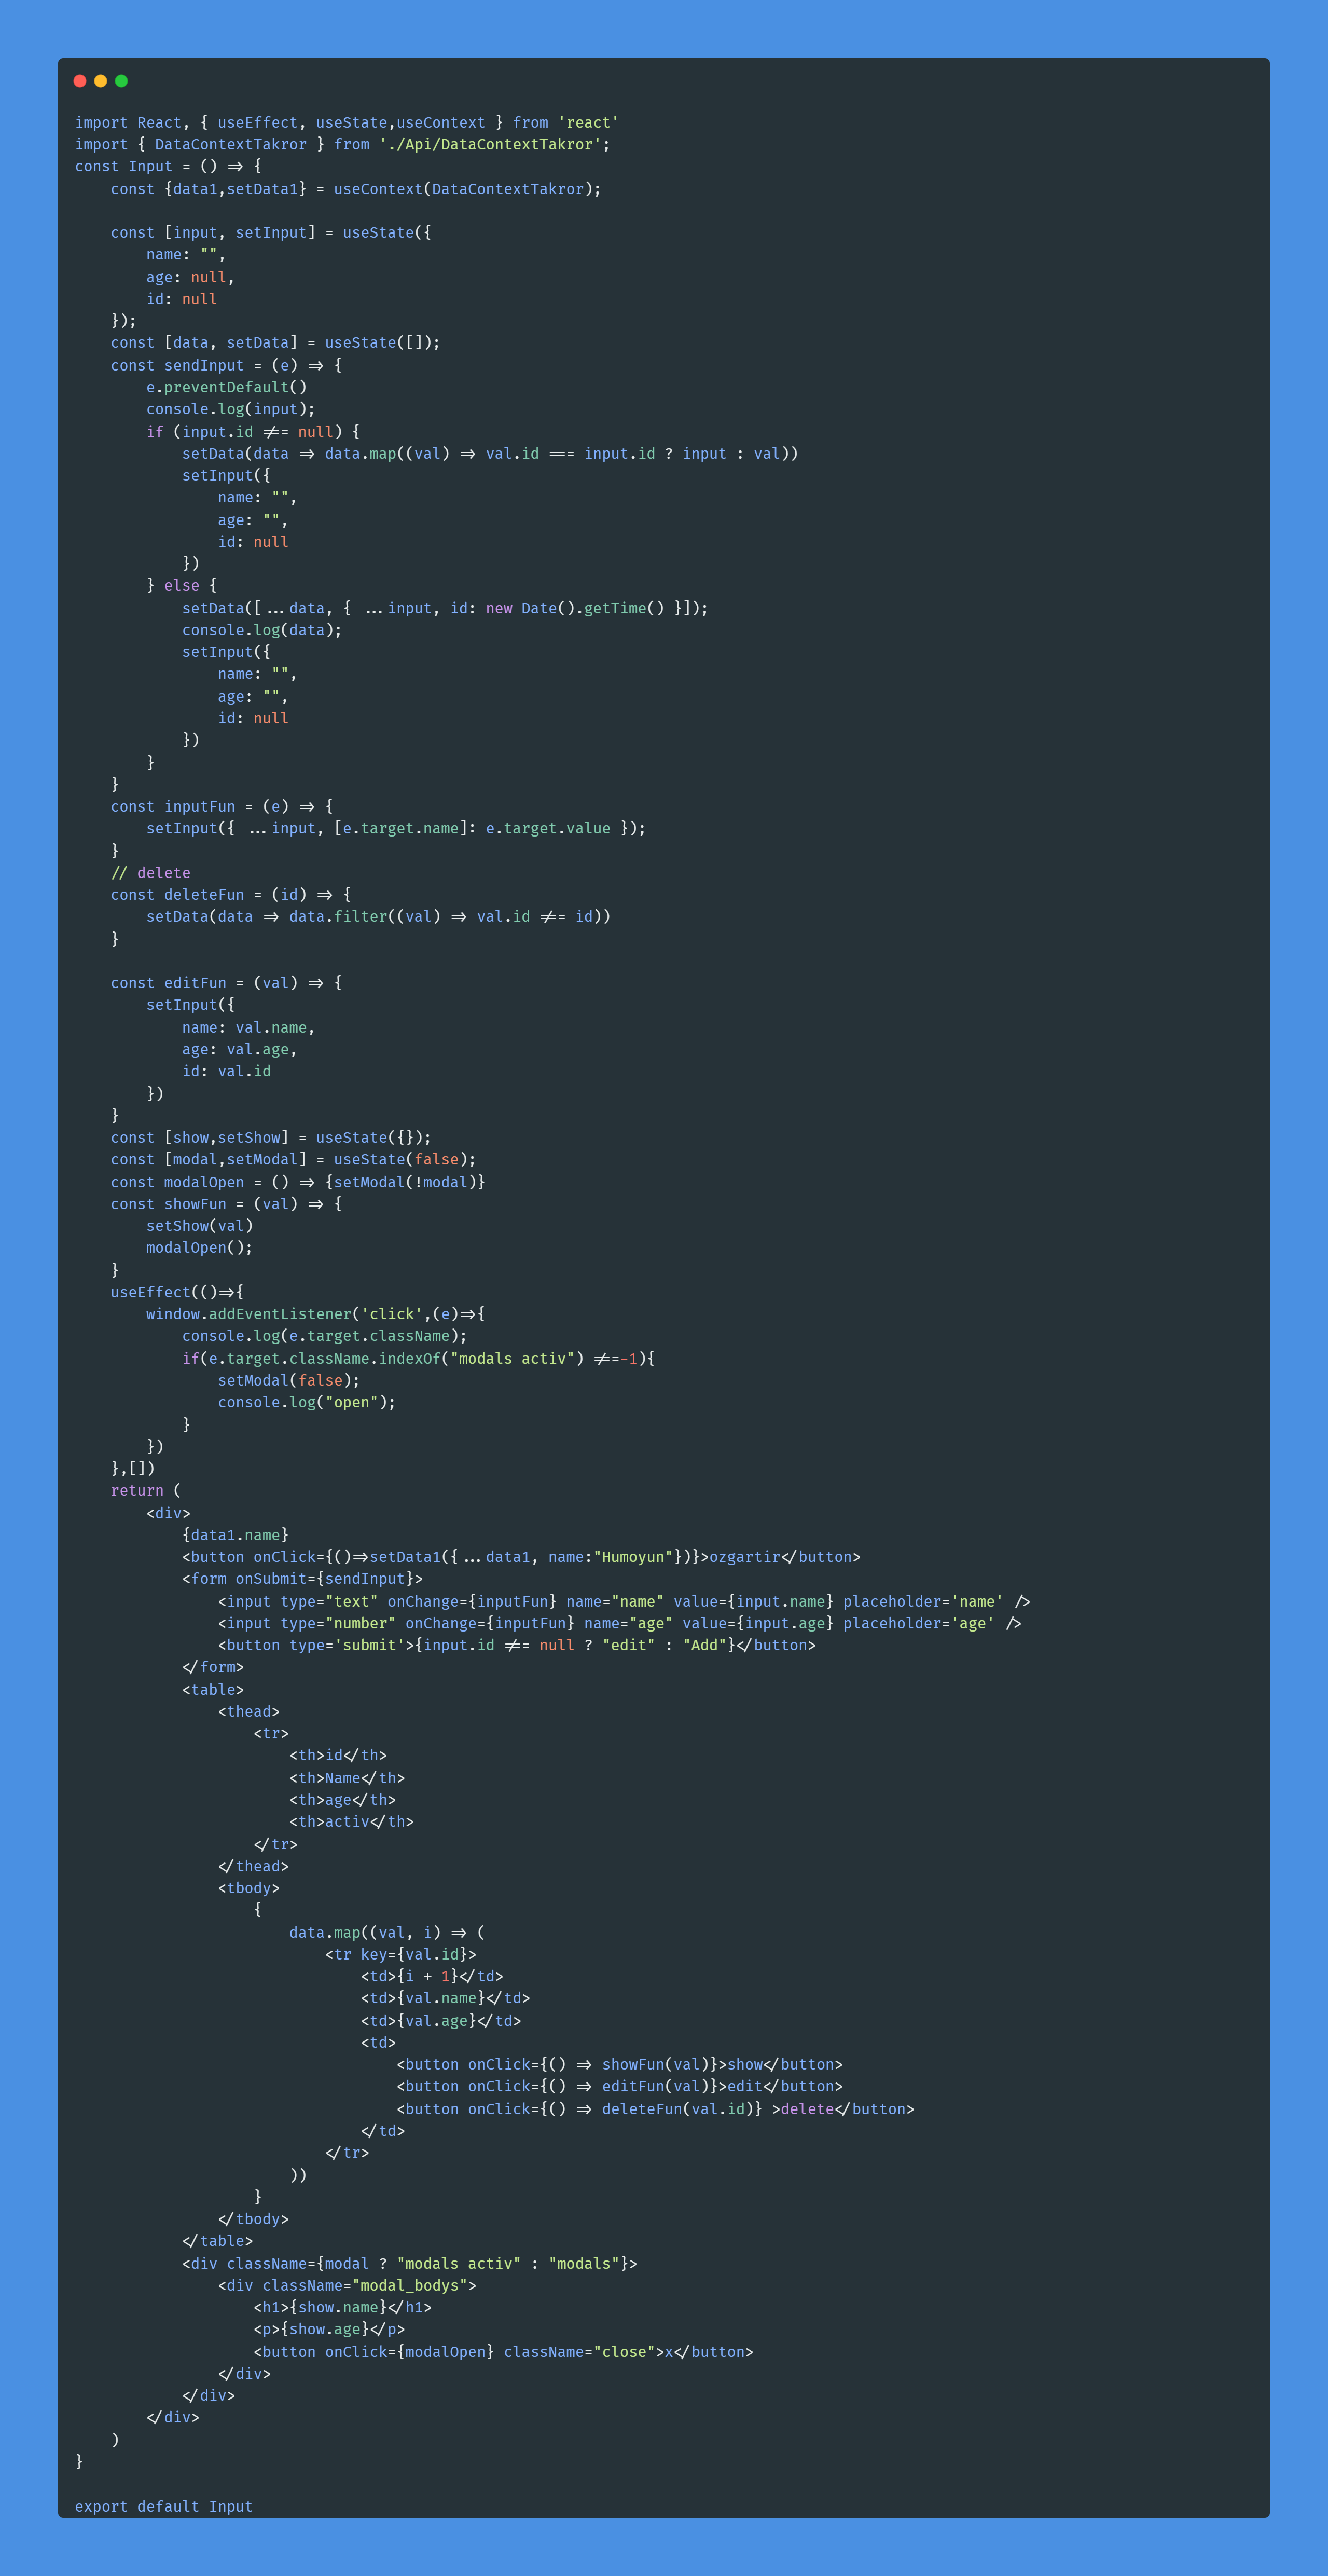 import React, { useEffect, useState,useContext } from 'react'
import { DataContextTakror } from './Api/DataContextTakror';
const Input = () => {
    const {data1,setData1} = useContext(DataContextTakror);

    const [input, setInput] = useState({
        name: "",
        age: null,
        id: null
    });
    const [data, setData] = useState([]);
    const sendInput = (e) => {
        e.preventDefault()
        console.log(input);
        if (input.id !== null) {
            setData(data => data.map((val) => val.id === input.id ? input : val))
            setInput({
                name: "",
                age: "",
                id: null
            })
        } else {
            setData([...data, { ...input, id: new Date().getTime() }]);
            console.log(data);
            setInput({
                name: "",
                age: "",
                id: null
            })
        }
    }
    const inputFun = (e) => {
        setInput({ ...input, [e.target.name]: e.target.value });
    }
    // delete
    const deleteFun = (id) => {
        setData(data => data.filter((val) => val.id !== id))
    }

    const editFun = (val) => {
        setInput({
            name: val.name,
            age: val.age,
            id: val.id
        })
    }
    const [show,setShow] = useState({});
    const [modal,setModal] = useState(false);
    const modalOpen = () => {setModal(!modal)}
    const showFun = (val) => {
        setShow(val)
        modalOpen();
    }
    useEffect(()=>{
        window.addEventListener('click',(e)=>{
            console.log(e.target.className);
            if(e.target.className.indexOf("modals activ") !==-1){
                setModal(false);
                console.log("open");
            }
        })
    },[])
    return (
        <div>
            {data1.name}
            <button onClick={()=>setData1({...data1, name:"Humoyun"})}>ozgartir</button>
            <form onSubmit={sendInput}>
                <input type="text" onChange={inputFun} name="name" value={input.name} placeholder='name' />
                <input type="number" onChange={inputFun} name="age" value={input.age} placeholder='age' />
                <button type='submit'>{input.id !== null ? "edit" : "Add"}</button>
            </form>
            <table>
                <thead>
                    <tr>
                        <th>id</th>
                        <th>Name</th>
                        <th>age</th>
                        <th>activ</th>
                    </tr>
                </thead>
                <tbody>
                    {
                        data.map((val, i) => (
                            <tr key={val.id}>
                                <td>{i + 1}</td>
                                <td>{val.name}</td>
                                <td>{val.age}</td>
                                <td>
                                    <button onClick={() => showFun(val)}>show</button>
                                    <button onClick={() => editFun(val)}>edit</button>
                                    <button onClick={() => deleteFun(val.id)} >delete</button>
                                </td>
                            </tr>
                        ))
                    }
                </tbody>
            </table>
            <div className={modal ? "modals activ" : "modals"}>
                <div className="modal_bodys">
                    <h1>{show.name}</h1>
                    <p>{show.age}</p>
                    <button onClick={modalOpen} className="close">x</button>
                </div>
            </div>
        </div>
    )
}

export default Input